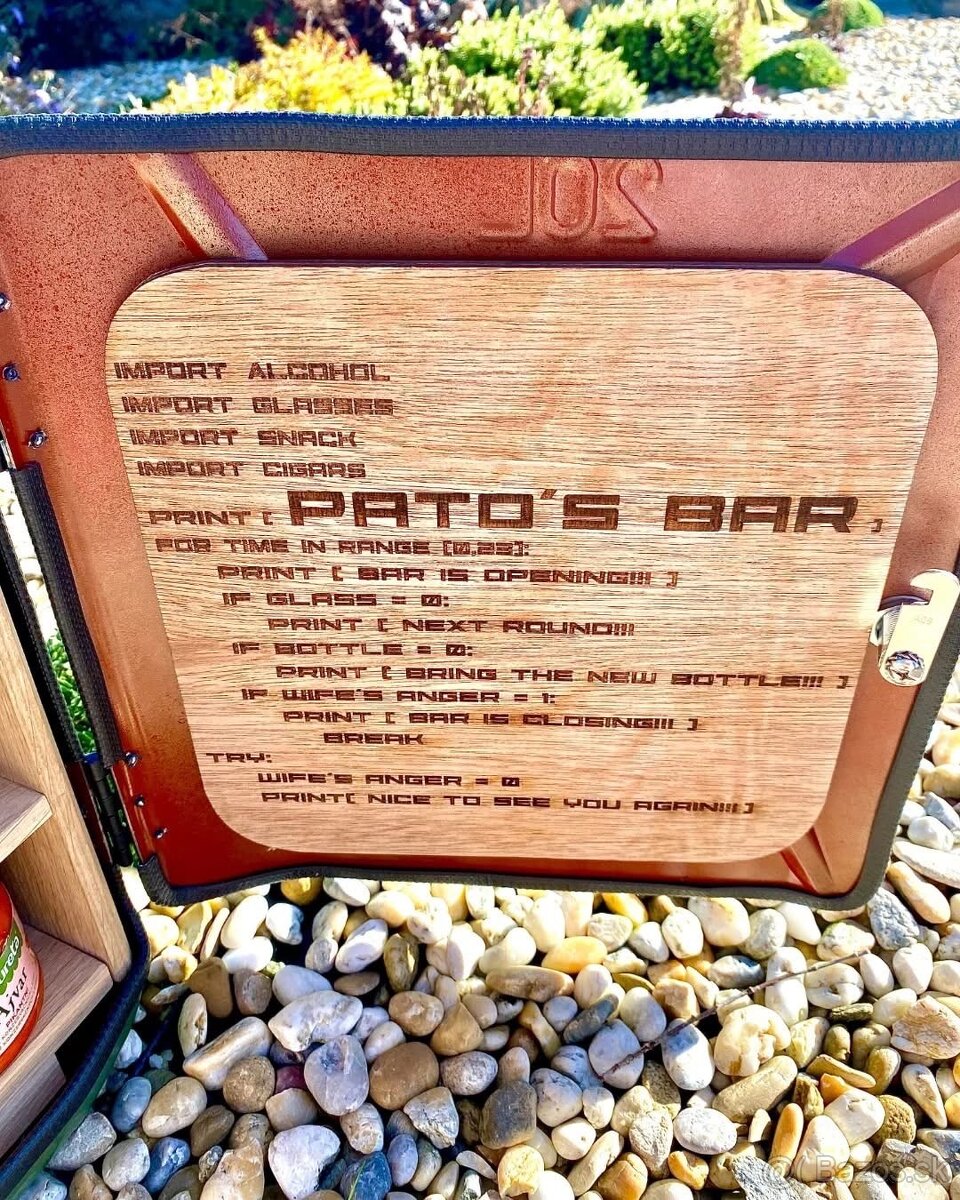 20L
IMPORT ALCOHOL
IMPORT GLASSES
IMPORT SNACK
IMPORT CIGARS
PRINT [ PATO'S BAR ]
FOR TIME IN RANGE [0,23]:
PRINT [ BAR IS OPENING!!! ]
IF GLASS = 0:
PRINT [ NEXT ROUND!!!
IF BOTTLE = 0:
PRINT [ BRING THE NEW BOTTLE!!! ]
IF WIFE'S ANGER = 1:
PRINT [ BAR IS CLOSING!!! ]
BREAK
TRY:
WIFE'S ANGER = 0
PRINT[ NICE TO SEE YOU AGAIN!!! ]
Ajvar
Bazos.sk